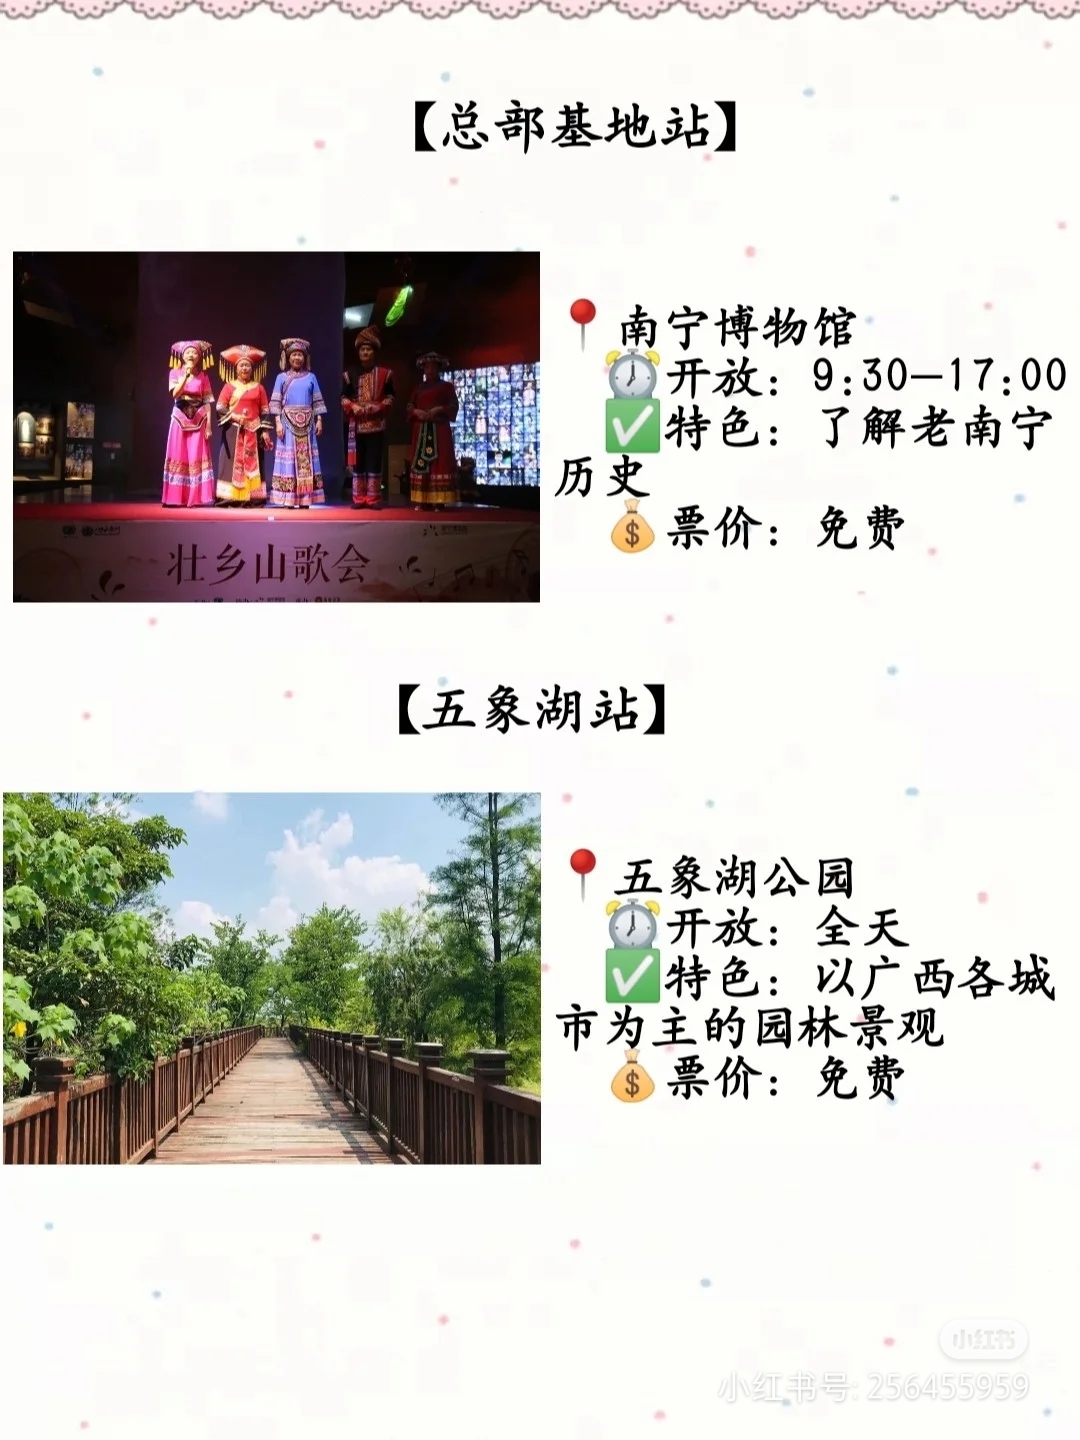 【总部基地站】
📍南宁博物馆
⏰开放：9:30—17:00
✅特色：了解老南宁
历史
💰票价：免费
壮乡山歌会
【五象湖站】
📍五象湖公园
⏰开放：全天
✅特色：以广西各城
市为主的园林景观
💰票价：免费
小红书
小红书号: 256455959